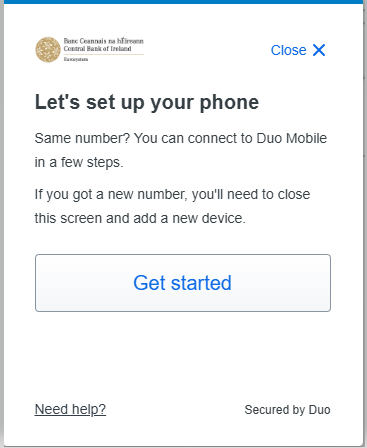 Banc Ceannais na hÉireann
Central Bank of Ireland
Eurosystem
Close
Let's set up your phone
Same number? You can connect to Duo Mobile
in a few steps.
If you got a new number, you'll need to close
this screen and add a new device.
Get started
Need help?
Secured by Duo